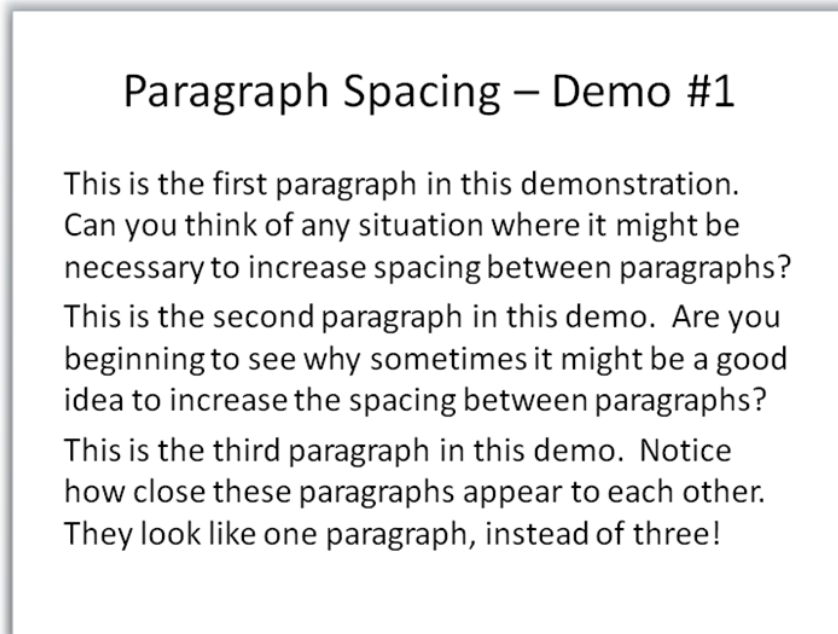 Paragraph Spacing – Demo #1
This is the first paragraph in this demonstration.
Can you think of any situation where it might be
necessary to increase spacing between paragraphs?
This is the second paragraph in this demo.  Are you
beginning to see why sometimes it might be a good
idea to increase the spacing between paragraphs?
This is the third paragraph in this demo.  Notice
how close these paragraphs appear to each other.
They look like one paragraph, instead of three!